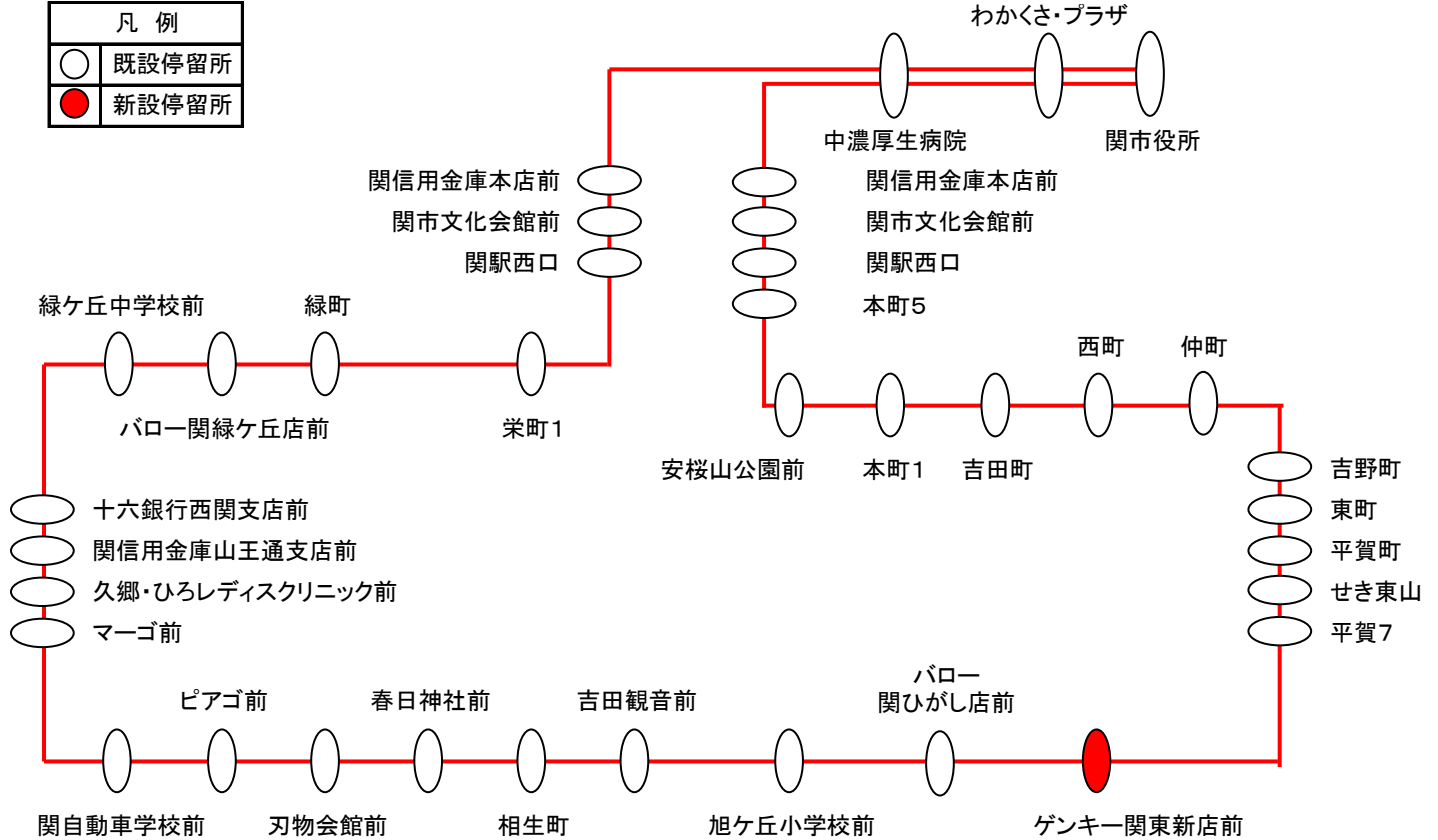 凡 例
既設停留所
新設停留所
わかくさ・プラザ
中濃厚生病院
関市役所
関信用金庫本店前
関市文化会館前
関駅西口
関信用金庫本店前
関市文化会館前
関駅西口
本町5
緑ケ丘中学校前
緑町
バロー関緑ケ丘店前
栄町1
西町
仲町
安桜山公園前
本町1
吉田町
吉野町
東町
平賀町
せき東山
平賀7
十六銀行西関支店前
関信用金庫山王通支店前
久郷・ひろレディスクリニック前
マーゴ前
ピアゴ前
春日神社前
吉田観音前
バロー
関ひがし店前
関自動車学校前
刃物会館前
相生町
旭ケ丘小学校前
ゲンキー関東新店前